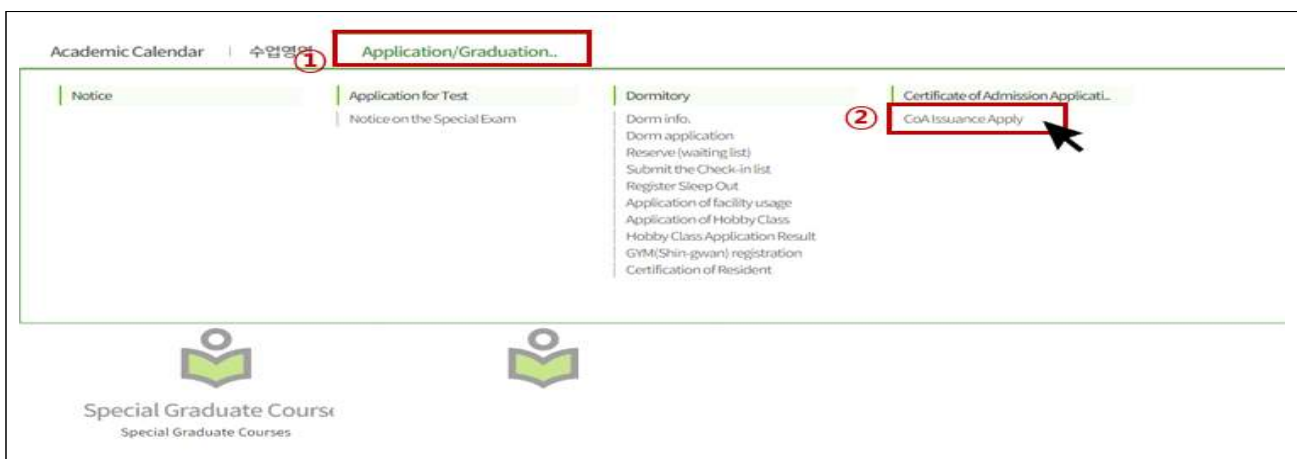 Academic Calendar | 수업영역 ① Application/Graduation..
Notice
Application for Test
Notice on the Special Exam
Dormitory
Dorm info.
Dorm application
Reserve (waiting list)
Submit the Check-in list
Register Sleep Out
Application of facility usage
Application of Hobby Class
Hobby Class Application Result
GYM(Shin-gwan) registration
Certification of Resident
Certificate of Admission Applicati..
② CoA Issuance Apply
Special Graduate Course
Special Graduate Courses